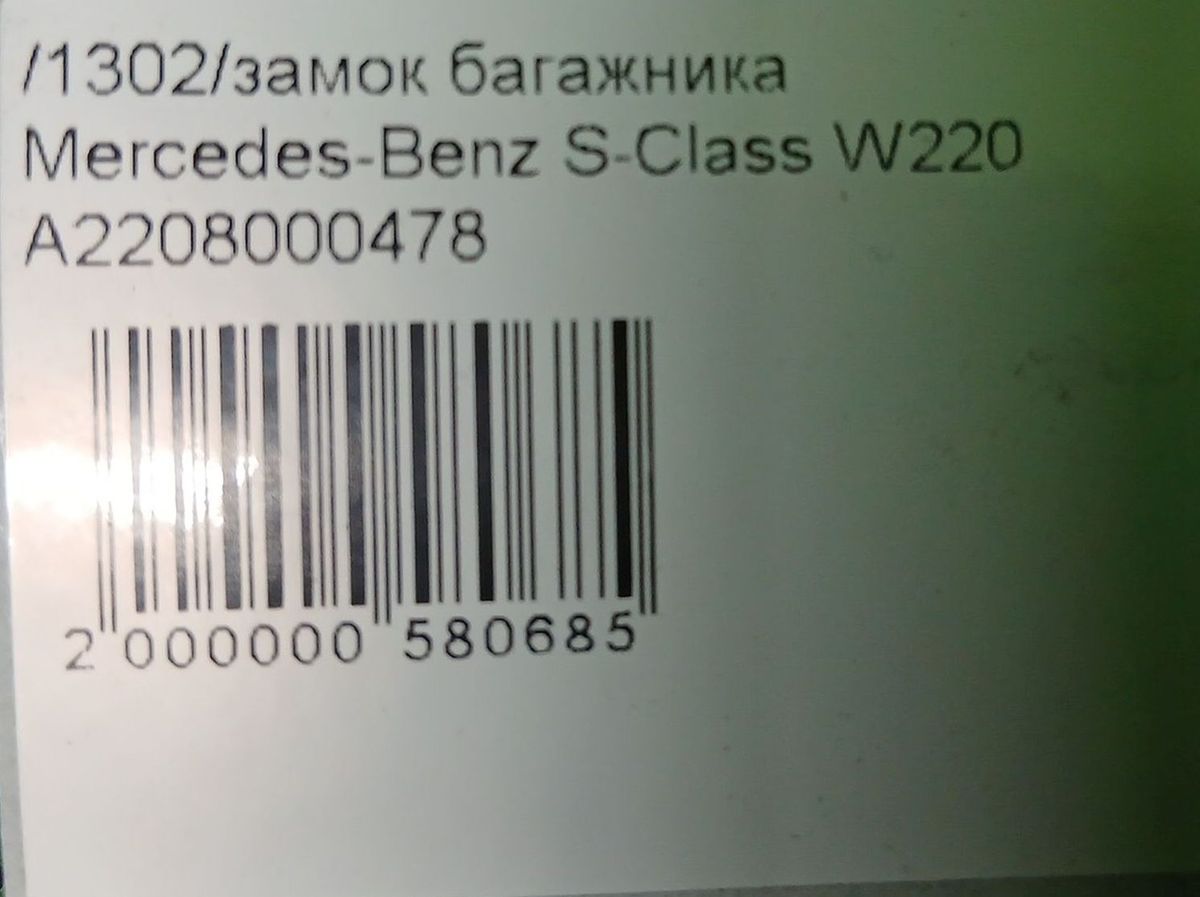 /1302/замок багажника
Mercedes-Benz S-Class W220
A2208000478
2 000000 580685